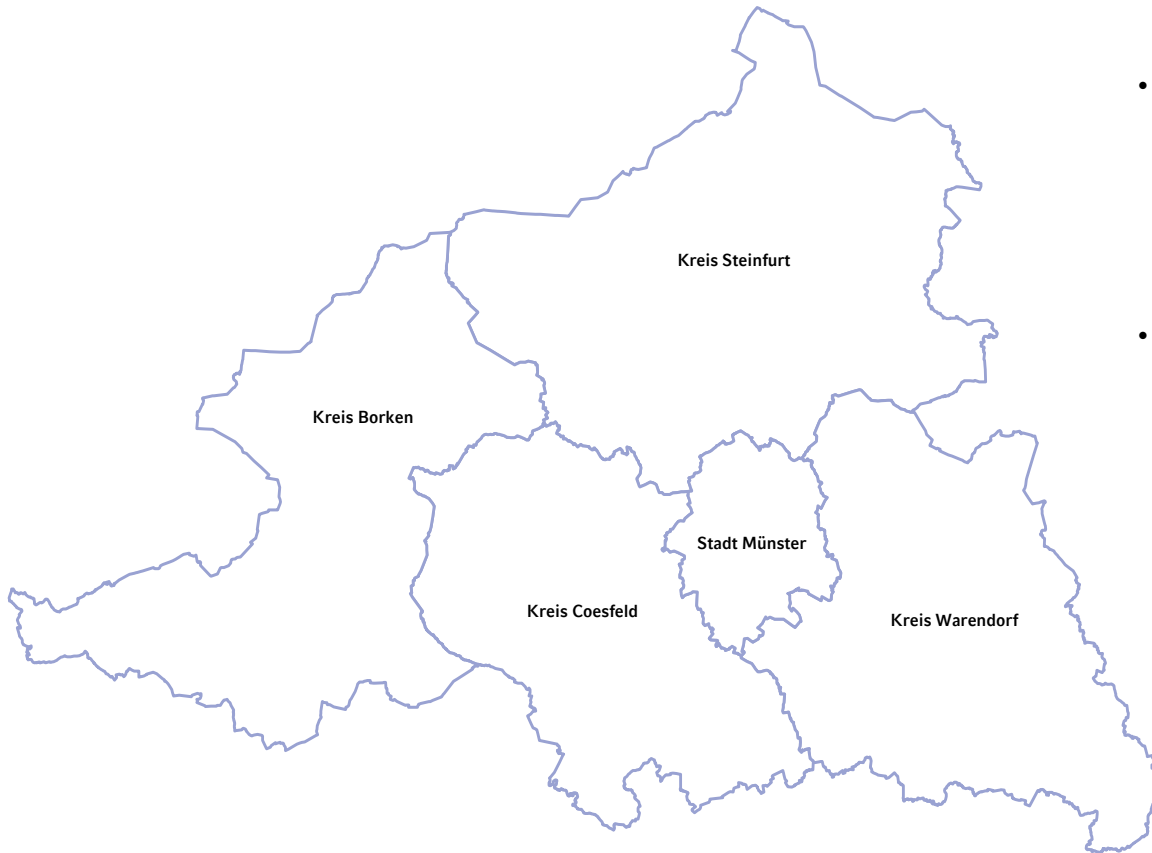 •
Kreis Steinfurt
•
Kreis Borken
Stadt Münster
Kreis Coesfeld
Kreis Warendorf